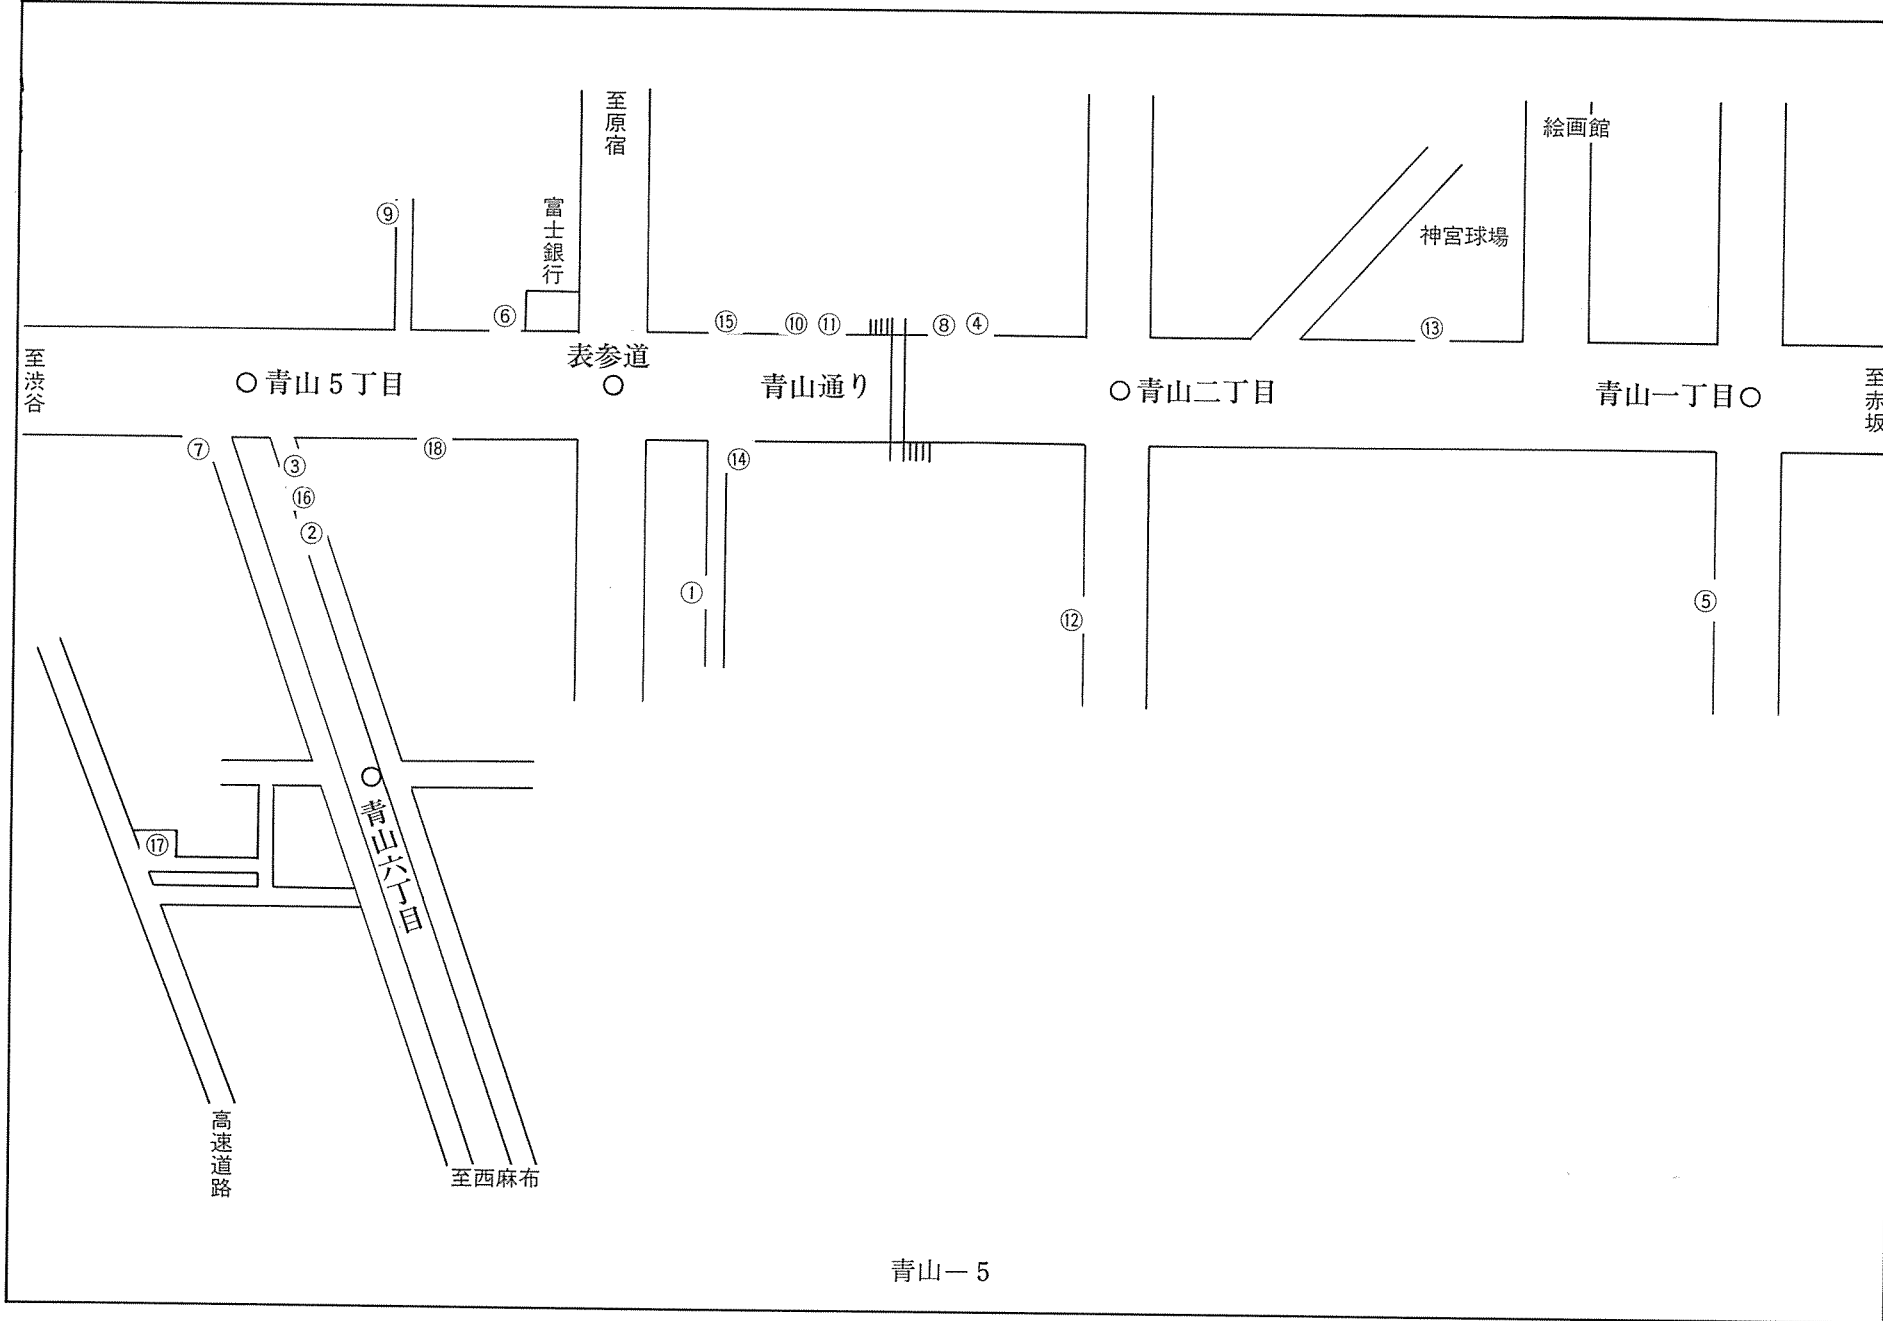 至原宿
絵画館
⑨
富士銀行
神宮球場
⑥
⑮
⑩
⑪
⑧
④
⑬
至渋谷
青山5丁目
表参道
青山通り
青山二丁目
青山一丁目
至赤坂
⑦
③
⑱
⑭
⑯
②
①
⑫
⑤
青山六丁目
⑰
高速道路
至西麻布
青山—5